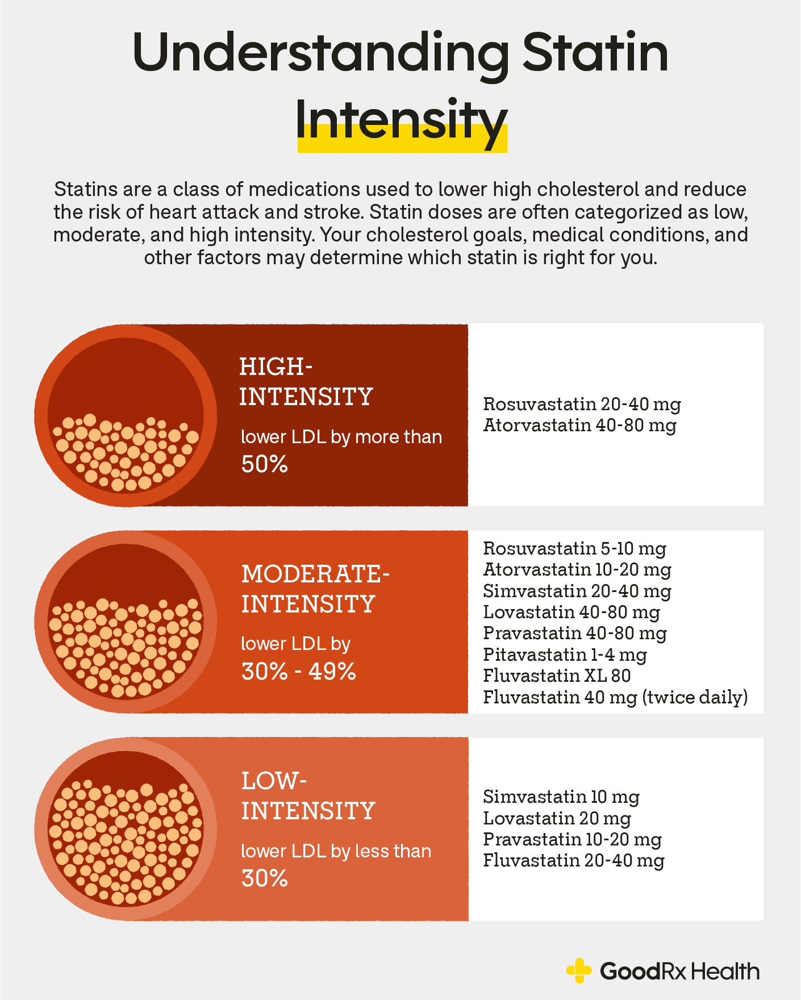 Understanding Statin
Intensity
Statins are a class of medications used to lower high cholesterol and reduce
the risk of heart attack and stroke. Statin doses are often categorized as low,
moderate, and high intensity. Your cholesterol goals, medical conditions, and
other factors may determine which statin is right for you.
HIGH-
INTENSITY
lower LDL by more than
50%
Rosuvastatin 20-40 mg
Atorvastatin 40-80 mg
MODERATE-
INTENSITY
lower LDL by
30% - 49%
Rosuvastatin 5-10 mg
Atorvastatin 10-20 mg
Simvastatin 20-40 mg
Lovastatin 40-80 mg
Pravastatin 40-80 mg
Pitavastatin 1-4 mg
Fluvastatin XL 80
Fluvastatin 40 mg (twice daily)
LOW-
INTENSITY
lower LDL by less than
30%
Simvastatin 10 mg
Lovastatin 20 mg
Pravastatin 10-20 mg
Fluvastatin 20-40 mg
GoodRx Health